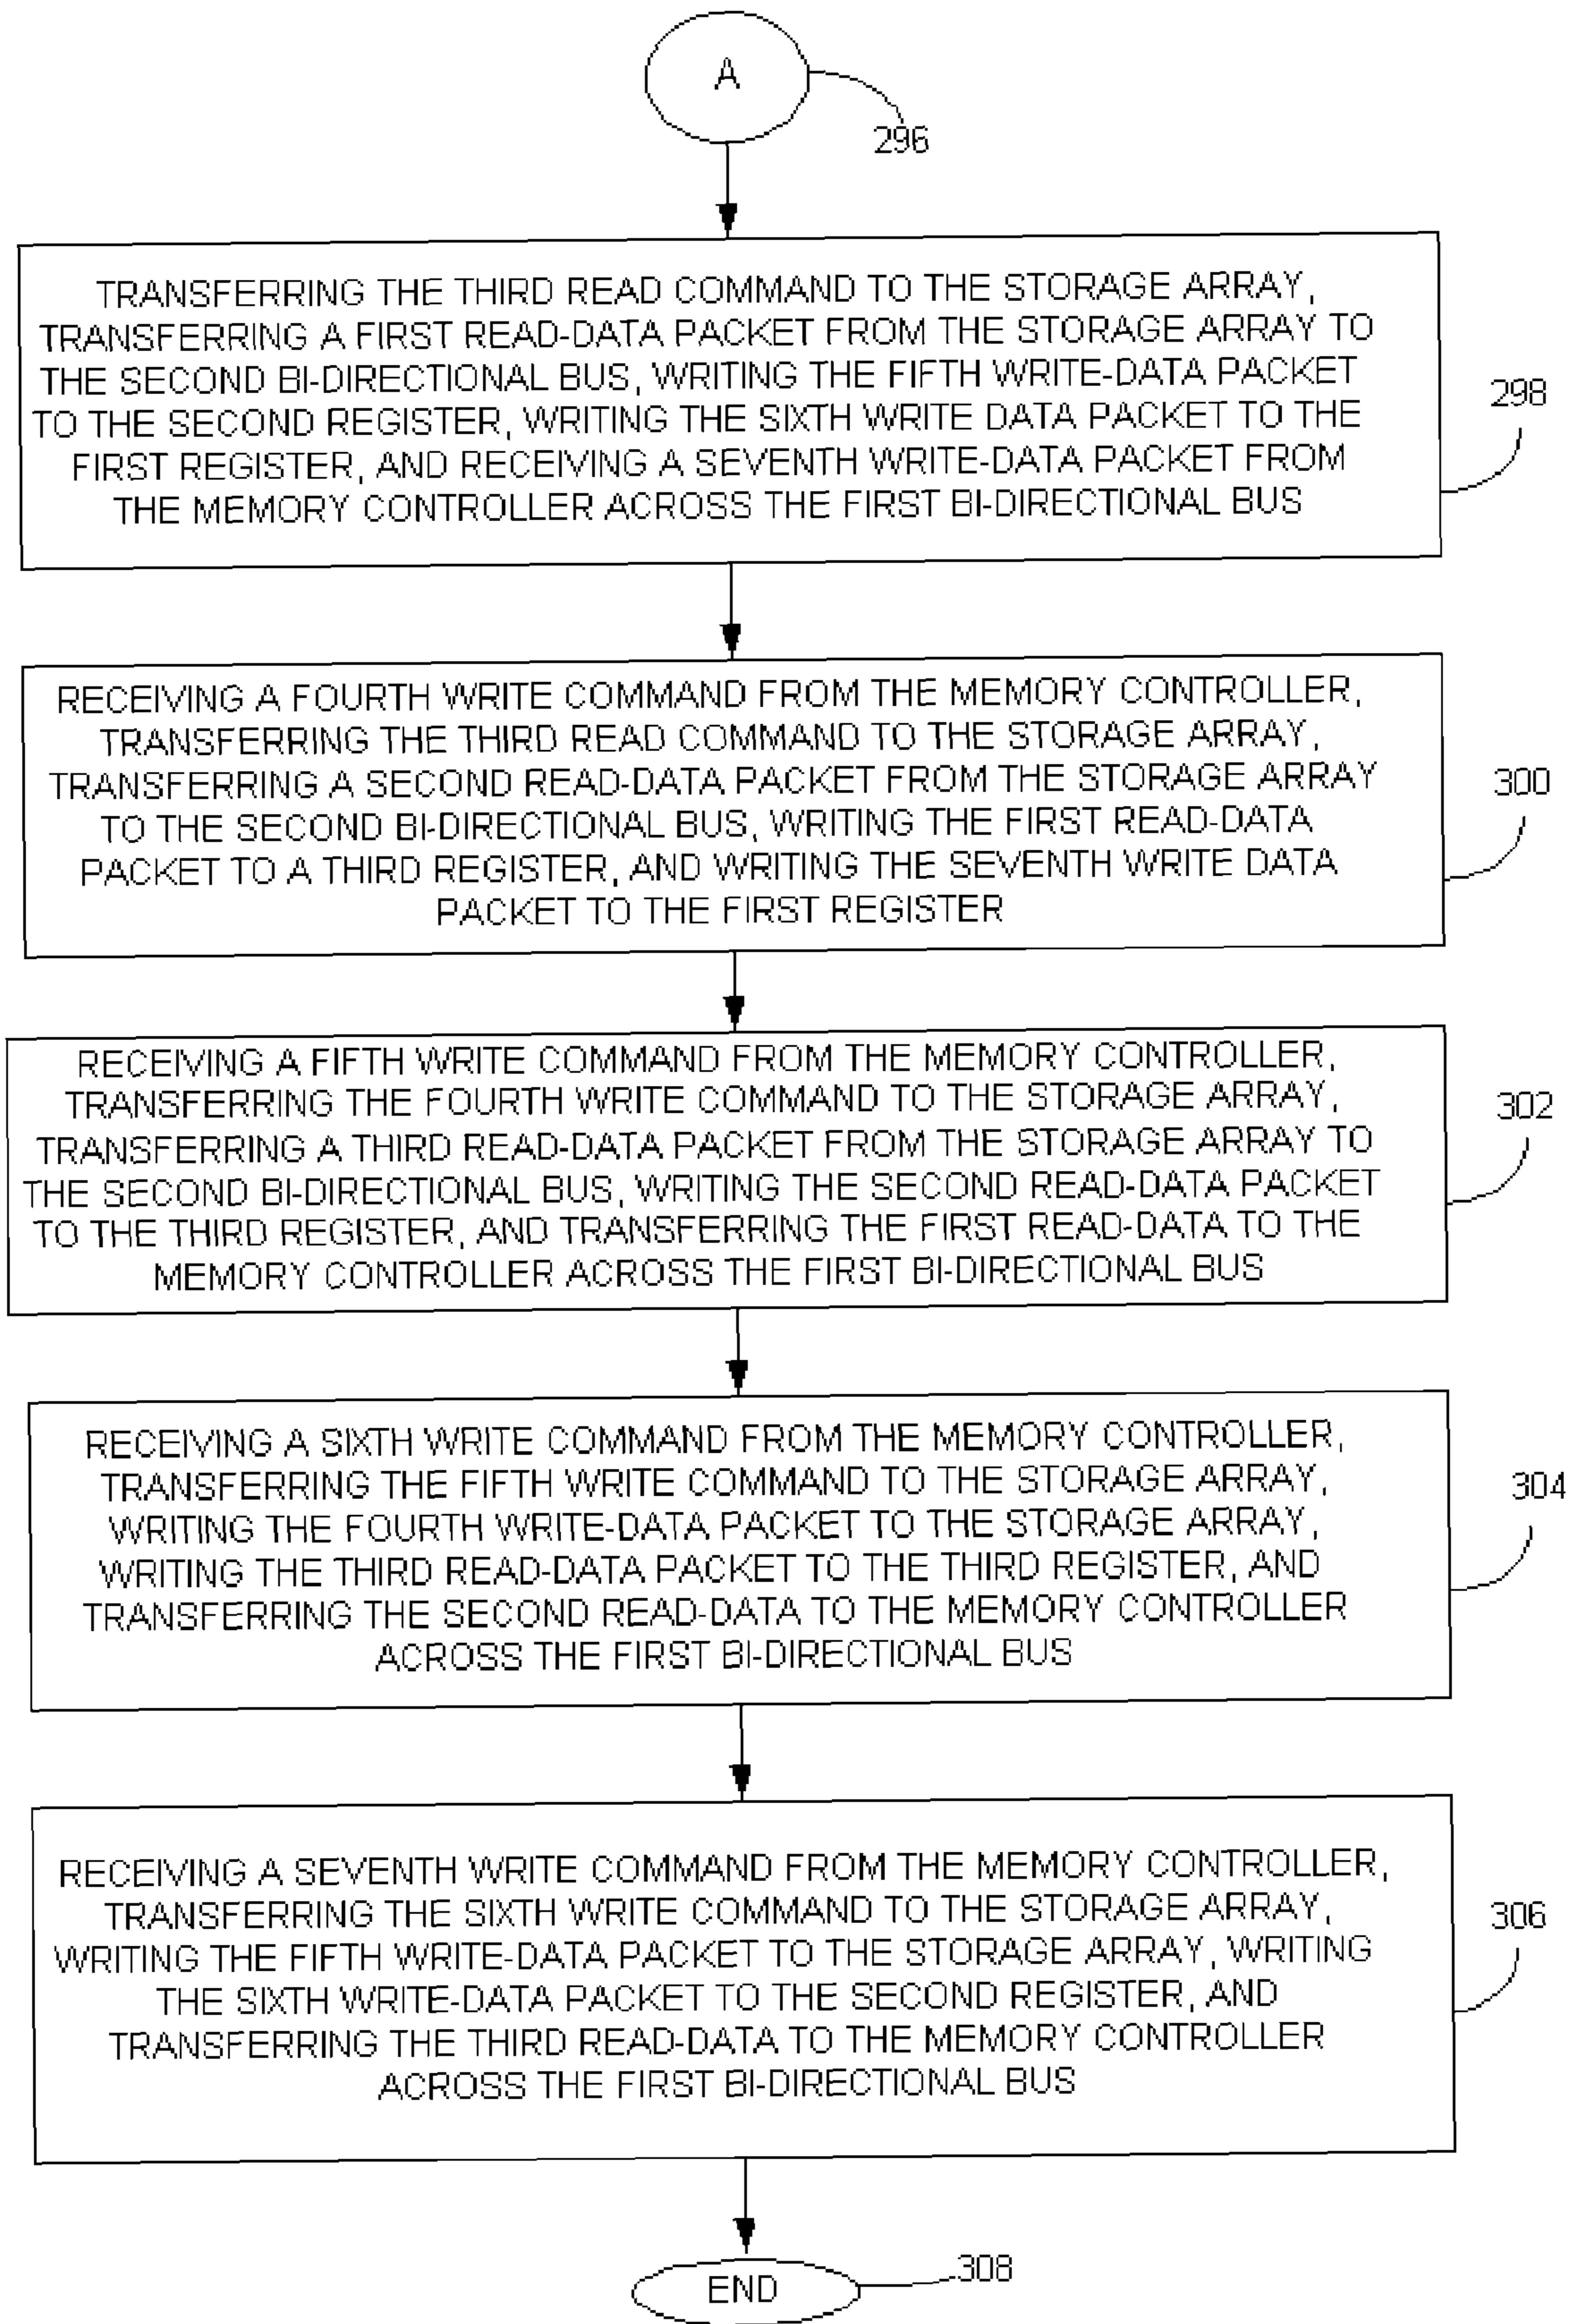 A
296
TRANSFERRING THE THIRD READ COMMAND TO THE STORAGE ARRAY,
TRANSFERRING A FIRST READ-DATA PACKET FROM THE STORAGE ARRAY TO
THE SECOND BI-DIRECTIONAL BUS, WRITING THE FIFTH WRITE-DATA PACKET
TO THE SECOND REGISTER, WRITING THE SIXTH WRITE DATA PACKET TO THE
FIRST REGISTER, AND RECEIVING A SEVENTH WRITE-DATA PACKET FROM
THE MEMORY CONTROLLER ACROSS THE FIRST BI-DIRECTIONAL BUS
298
RECEIVING A FOURTH WRITE COMMAND FROM THE MEMORY CONTROLLER,
TRANSFERRING THE THIRD READ COMMAND TO THE STORAGE ARRAY,
TRANSFERRING A SECOND READ-DATA PACKET FROM THE STORAGE ARRAY
TO THE SECOND BI-DIRECTIONAL BUS, WRITING THE FIRST READ-DATA
PACKET TO A THIRD REGISTER, AND WRITING THE SEVENTH WRITE DATA
PACKET TO THE FIRST REGISTER
300
RECEIVING A FIFTH WRITE COMMAND FROM THE MEMORY CONTROLLER,
TRANSFERRING THE FOURTH WRITE COMMAND TO THE STORAGE ARRAY,
TRANSFERRING A THIRD READ-DATA PACKET FROM THE STORAGE ARRAY TO
THE SECOND BI-DIRECTIONAL BUS, WRITING THE SECOND READ-DATA PACKET
TO THE THIRD REGISTER, AND TRANSFERRING THE FIRST READ-DATA TO THE
MEMORY CONTROLLER ACROSS THE FIRST BI-DIRECTIONAL BUS
302
RECEIVING A SIXTH WRITE COMMAND FROM THE MEMORY CONTROLLER,
TRANSFERRING THE FIFTH WRITE COMMAND TO THE STORAGE ARRAY,
WRITING THE FOURTH WRITE-DATA PACKET TO THE STORAGE ARRAY,
WRITING THE THIRD READ-DATA PACKET TO THE THIRD REGISTER, AND
TRANSFERRING THE SECOND READ-DATA TO THE MEMORY CONTROLLER
ACROSS THE FIRST BI-DIRECTIONAL BUS
304
RECEIVING A SEVENTH WRITE COMMAND FROM THE MEMORY CONTROLLER,
TRANSFERRING THE SIXTH WRITE COMMAND TO THE STORAGE ARRAY,
WRITING THE FIFTH WRITE-DATA PACKET TO THE STORAGE ARRAY, WRITING
THE SIXTH WRITE-DATA PACKET TO THE SECOND REGISTER, AND
TRANSFERRING THE THIRD READ-DATA TO THE MEMORY CONTROLLER
ACROSS THE FIRST BI-DIRECTIONAL BUS
306
END
308